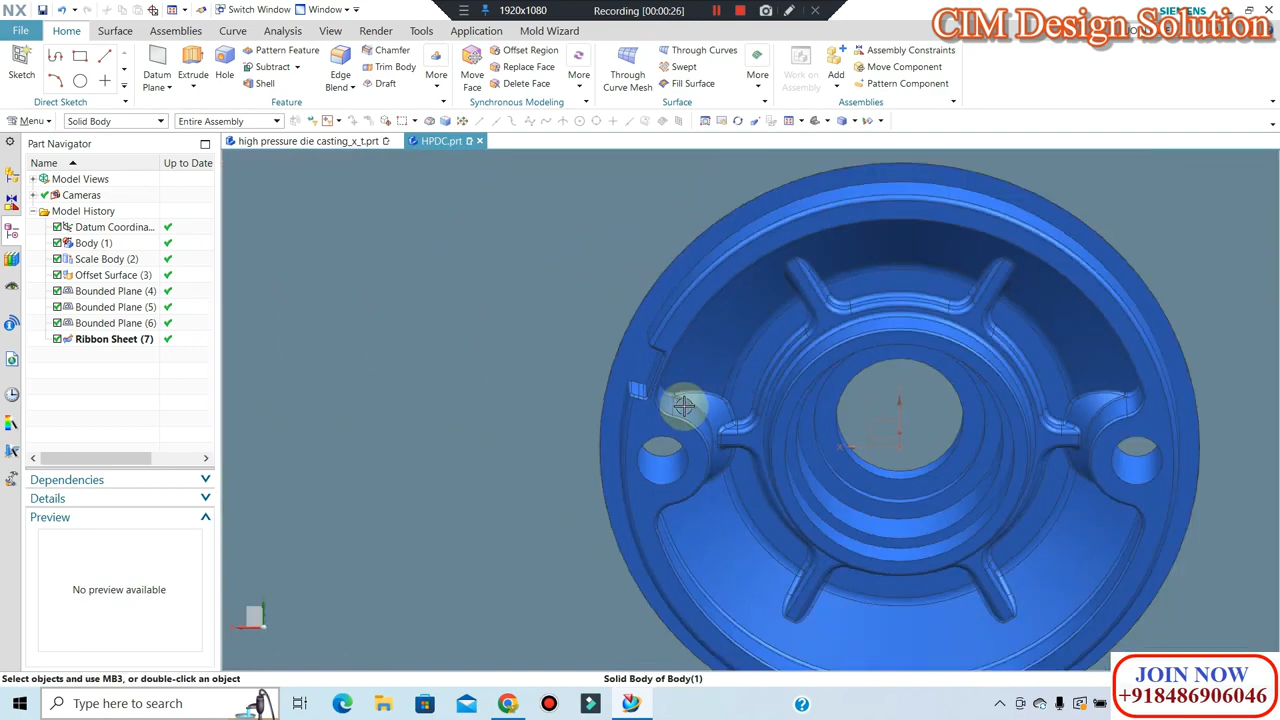 NX
Switch Window
Window
1920x1080
Recording [00:00:26]
SIEMENS
CIM Design Solution
File
Home
Surface
Assemblies
Curve
Analysis
View
Render
Tools
Application
Mold Wizard
Sketch
Direct Sketch
Datum Plane
Extrude
Hole
Pattern Feature
Subtract
Shell
Edge Blend
Chamfer
Trim Body
Draft
More
Feature
Move Face
Offset Region
Replace Face
Delete Face
More
Synchronous Modeling
Through Curve Mesh
Through Curves
Swept
Fill Surface
More
Surface
Work on Assembly
Add
Assembly Constraints
Move Component
Pattern Component
Assemblies
Menu
Solid Body
Entire Assembly
Part Navigator
high pressure die casting_x_t.prt
HPDC.prt
Name
Up to Date
Model Views
Cameras
Model History
Datum Coordina...
Body (1)
Scale Body (2)
Offset Surface (3)
Bounded Plane (4)
Bounded Plane (5)
Bounded Plane (6)
Ribbon Sheet (7)
Dependencies
Details
Preview
No preview available
X
Select objects and use MB3, or double-click an object
Solid Body of Body(1)
Type here to search
JOIN NOW
+918486906046